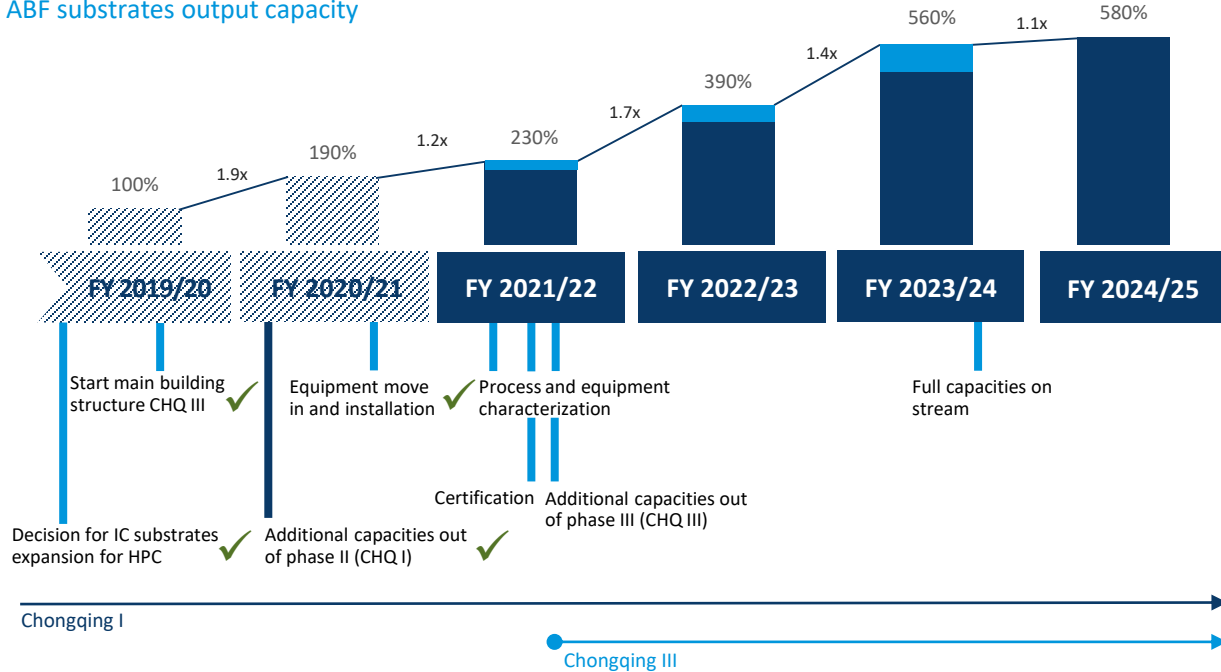 ABF substrates output capacity
100%
1.9x
190%
1.2x
230%
1.7x
390%
1.4x
560%
1.1x
580%
FY 2019/20
FY 2020/21
FY 2021/22
FY 2022/23
FY 2023/24
FY 2024/25
Start main building
structure CHQ III
Equipment move
in and installation
Process and equipment
characterization
Full capacities on
stream
Decision for IC substrates
expansion for HPC
Additional capacities out
of phase II (CHQ I)
Certification
Additional capacities out
of phase III (CHQ III)
Chongqing I
Chongqing III